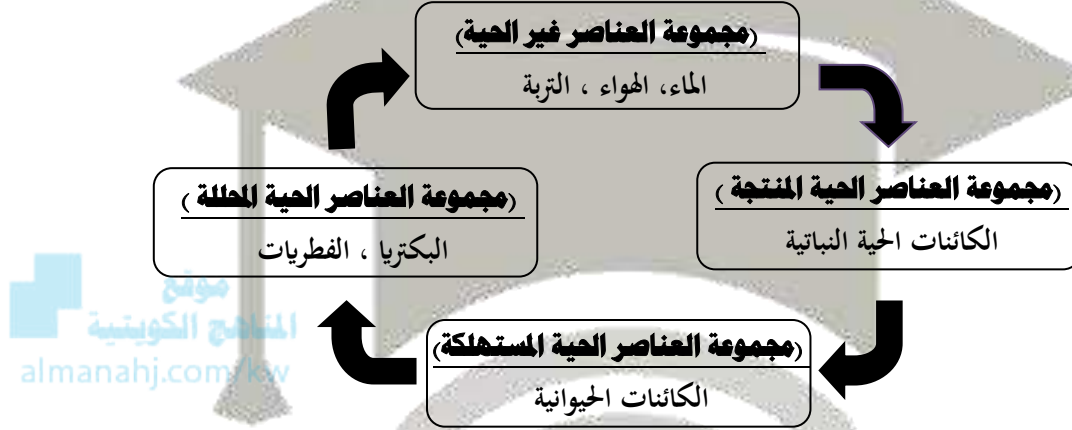 (مجموعة العناصر غير الحية)
الماء، الهواء ، التربة
(مجموعة العناصر الحية المنتجة )
الكائنات الحية النباتية
(مجموعة العناصر الحية المحللة )
البكتريا ، الفطريات
(مجموعة العناصر الحية المستهلكة)
الكائنات الحيوانية
موقع
المناهج الكويتية
almanahj.com/kw